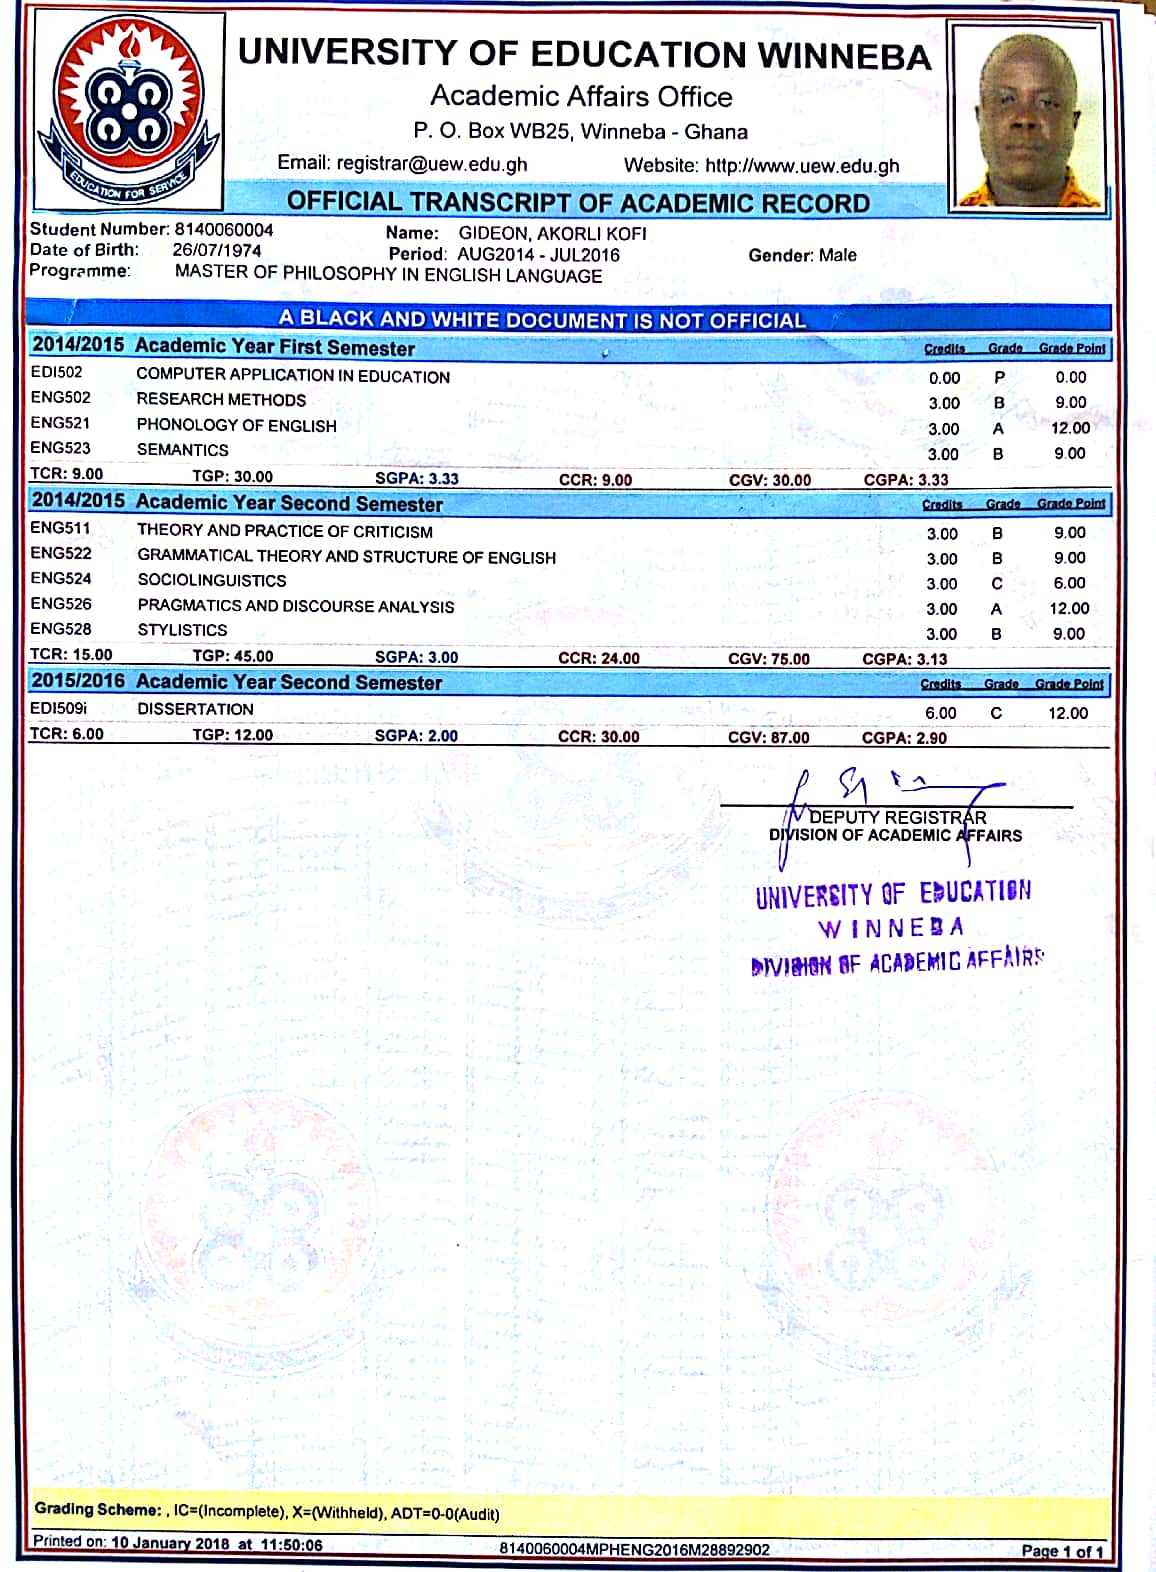 EDUCATION FOR SERVICE
UNIVERSITY OF EDUCATION WINNEBA
Academic Affairs Office
P. O. Box WB25, Winneba - Ghana
Email: registrar@uew.edu.gh Website: http://www.uew.edu.gh
OFFICIAL TRANSCRIPT OF ACADEMIC RECORD
Student Number: 8140060004 Name: GIDEON, AKORLI KOFI
Date of Birth: 26/07/1974 Period: AUG2014 - JUL2016 Gender: Male
Programme: MASTER OF PHILOSOPHY IN ENGLISH LANGUAGE
A BLACK AND WHITE DOCUMENT IS NOT OFFICIAL
2014/2015 Academic Year First Semester Credits Grade Grade Point
EDI502 COMPUTER APPLICATION IN EDUCATION 0.00 P 0.00
ENG502 RESEARCH METHODS 3.00 B 9.00
ENG521 PHONOLOGY OF ENGLISH 3.00 A 12.00
ENG523 SEMANTICS 3.00 B 9.00
TCR: 9.00 TGP: 30.00 SGPA: 3.33 CCR: 9.00 CGV: 30.00 CGPA: 3.33
2014/2015 Academic Year Second Semester Credits Grade Grade Point
ENG511 THEORY AND PRACTICE OF CRITICISM 3.00 B 9.00
ENG522 GRAMMATICAL THEORY AND STRUCTURE OF ENGLISH 3.00 B 9.00
ENG524 SOCIOLINGUISTICS 3.00 C 6.00
ENG526 PRAGMATICS AND DISCOURSE ANALYSIS 3.00 A 12.00
ENG528 STYLISTICS 3.00 B 9.00
TCR: 15.00 TGP: 45.00 SGPA: 3.00 CCR: 24.00 CGV: 75.00 CGPA: 3.13
2015/2016 Academic Year Second Semester Credits Grade Grade Point
EDI509i DISSERTATION 6.00 C 12.00
TCR: 6.00 TGP: 12.00 SGPA: 2.00 CCR: 30.00 CGV: 87.00 CGPA: 2.90
DEPUTY REGISTRAR
DIVISION OF ACADEMIC AFFAIRS
UNIVERSITY OF EDUCATION
WINNEBA
DIVISION OF ACADEMIC AFFAIRS
Grading Scheme: , IC=(Incomplete), X=(Withheld), ADT=0-0(Audit)
Printed on: 10 January 2018 at 11:50:06 8140060004MPHENG2016M28892902 Page 1 of 1